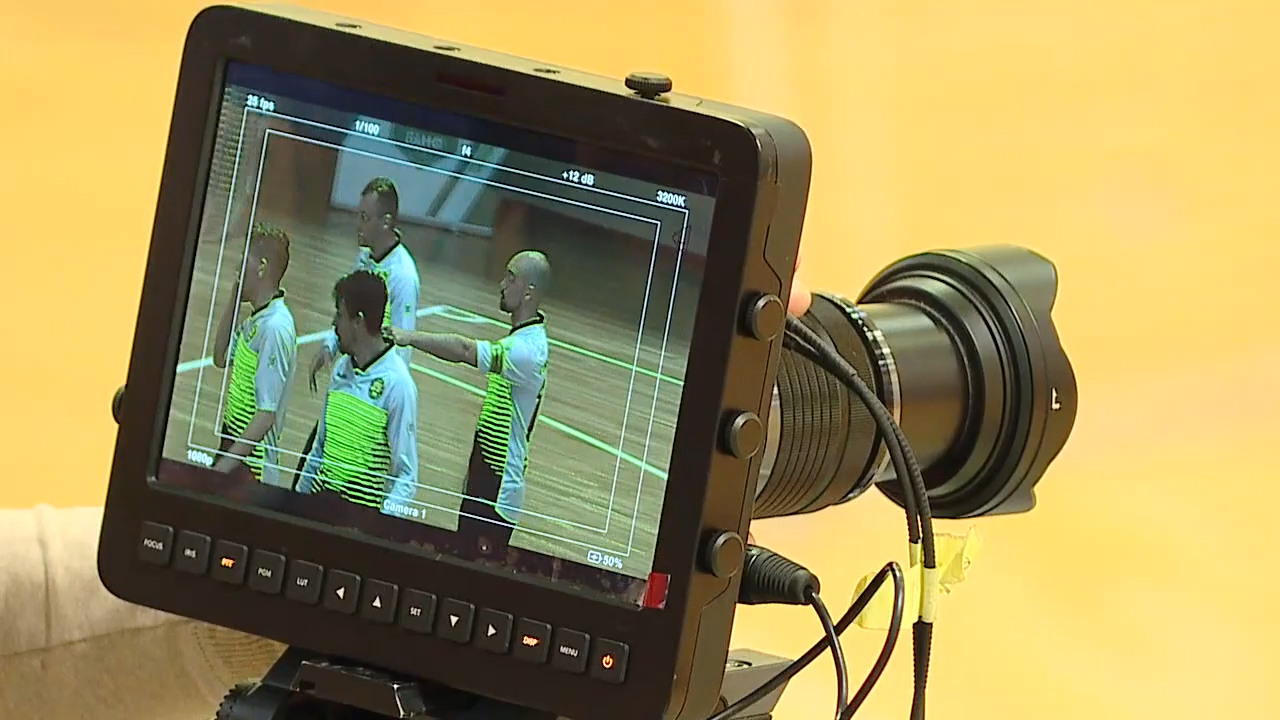 25 fps
1/100
f4
+12 dB
3200K
1080p
Camera 1
50%
FOCUS
IRIS
PGM
LUT
SET
DISP
MENU